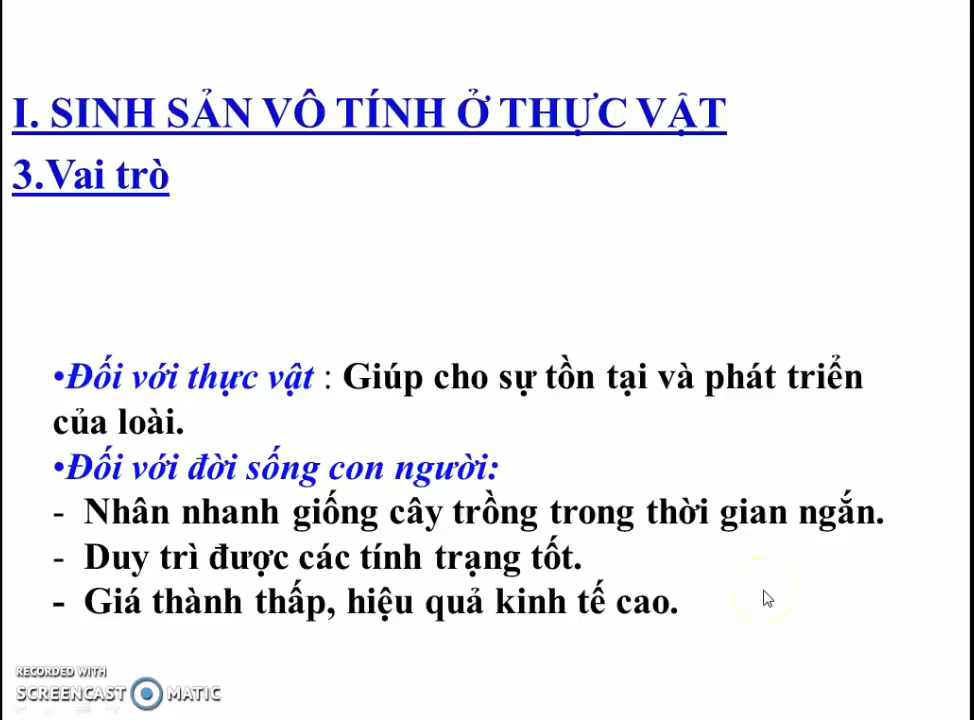 I. SINH SẢN VÔ TÍNH Ở THỰC VẬT
3.Vai trò
•Đối với thực vật : Giúp cho sự tồn tại và phát triển
của loài.
•Đối với đời sống con người:
- Nhân nhanh giống cây trồng trong thời gian ngắn.
- Duy trì được các tính trạng tốt.
- Giá thành thấp, hiệu quả kinh tế cao.
RECORDED WITH
SCREENCAST MATIC